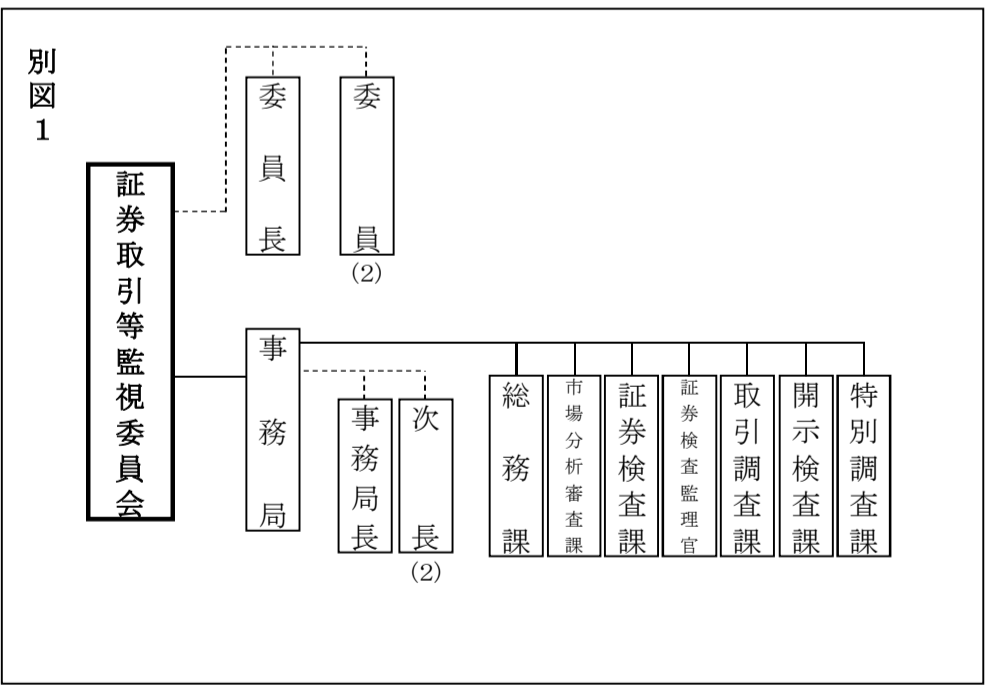 別図1
証券取引等監視委員会
委員長
委員
(2)
事務局
事務局長
次長
(2)
総務課
市場分析審査課
証券検査課
証券検査監理官
取引調査課
開示検査課
特別調査課